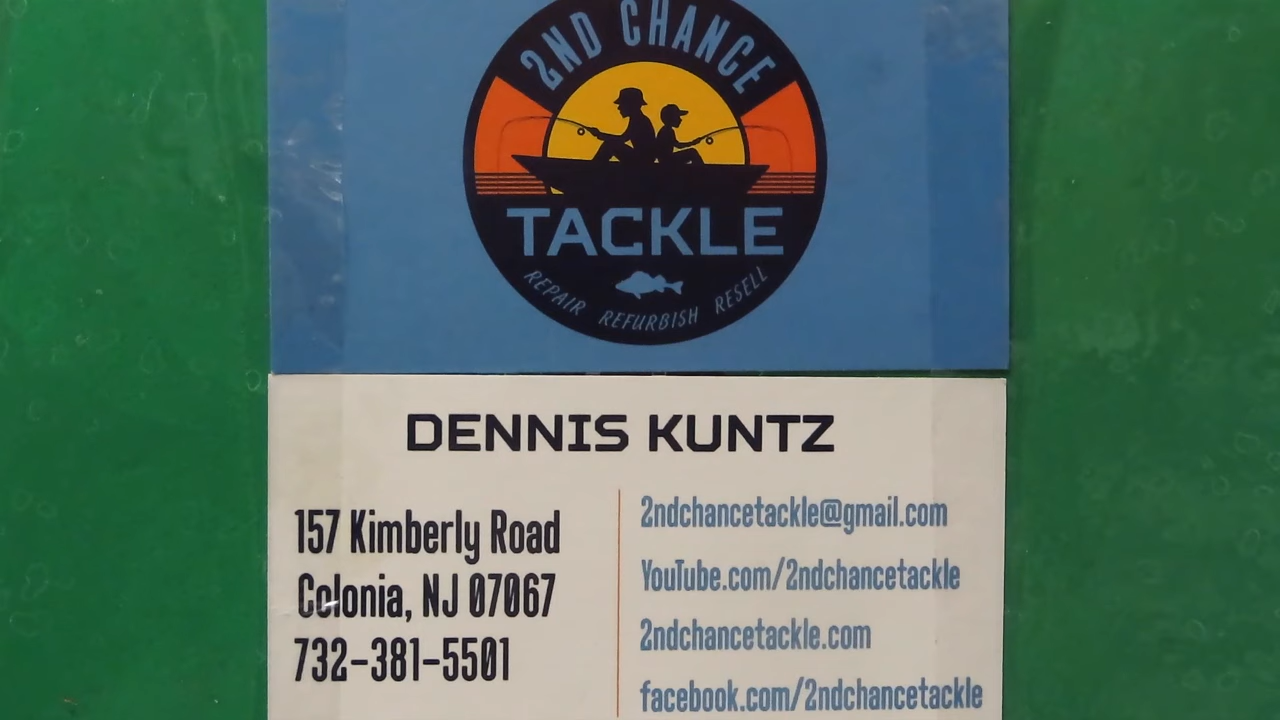 2ND CHANCE
TACKLE
REPAIR REFURBISH RESELL
DENNIS KUNTZ
157 Kimberly Road
Colonia, NJ 07067
732-381-5501
2ndchancetackle@gmail.com
YouTube.com/2ndchancetackle
2ndchancetackle.com
facebook.com/2ndchancetackle